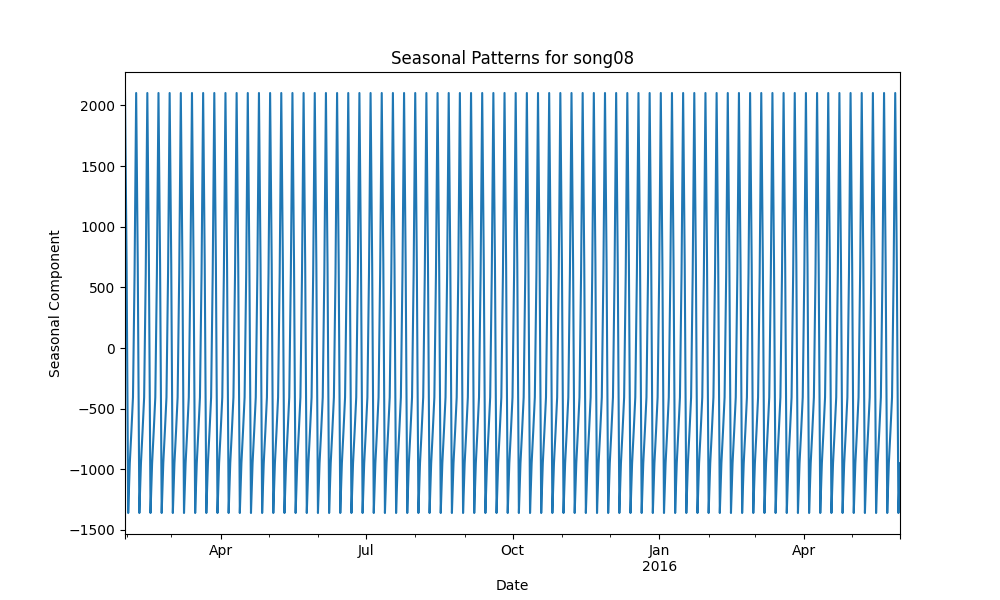 Seasonal Patterns for song08
Seasonal Component
2000
1500
1000
500
0
−500
−1000
−1500
Apr
Jul
Oct
Jan
2016
Apr
Date